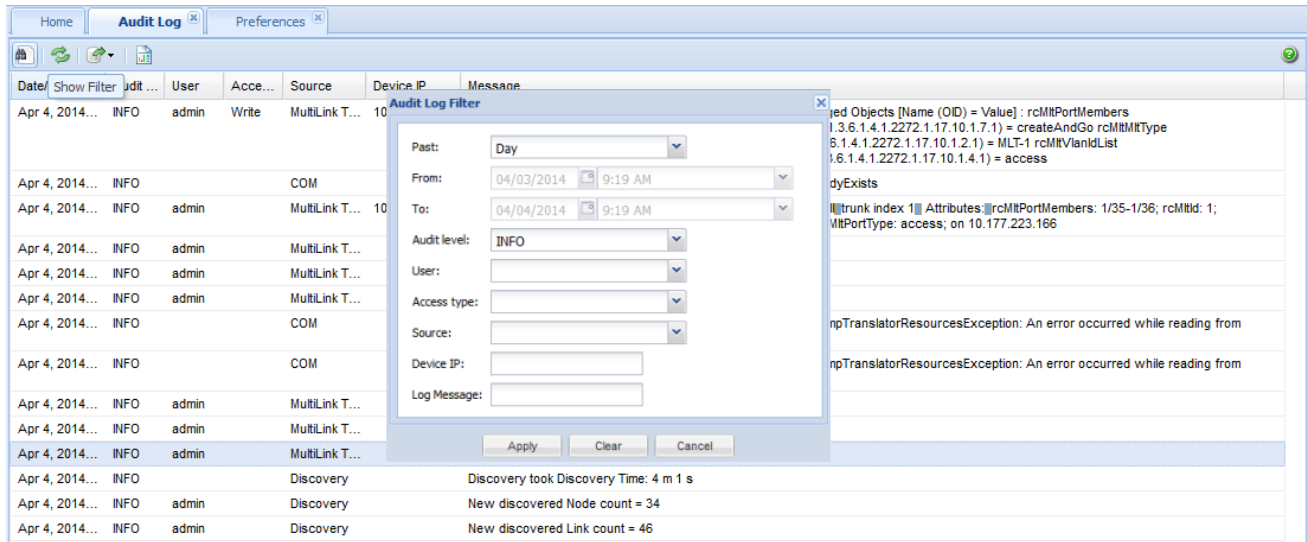 Home Audit Log Preferences
Show Filter
Date/ udit ... User Acce... Source Device IP Message
Apr 4, 2014... INFO admin Write MultiLink T... 10 ged Objects [Name (OID) = Value] : rcMltPortMembers
.1.3.6.1.4.1.2272.1.17.10.1.7.1) = createAndGo rcMltMltType
6.1.4.1.2272.1.17.10.1.2.1) = MLT-1 rcMltVlanIdList
.3.6.1.4.1.2272.1.17.10.1.4.1) = access
Apr 4, 2014... INFO COM dyExists
Apr 4, 2014... INFO admin MultiLink T... 10 trunk index 1 Attributes: rcMltPortMembers: 1/35-1/36; rcMltId: 1;
MltPortType: access; on 10.177.223.166
Apr 4, 2014... INFO admin MultiLink T...
Apr 4, 2014... INFO admin MultiLink T...
Apr 4, 2014... INFO admin MultiLink T...
Apr 4, 2014... INFO COM mpTranslatorResourcesException: An error occurred while reading from
Apr 4, 2014... INFO COM mpTranslatorResourcesException: An error occurred while reading from
Apr 4, 2014... INFO admin MultiLink T...
Apr 4, 2014... INFO admin MultiLink T...
Apr 4, 2014... INFO admin MultiLink T...
Apr 4, 2014... INFO Discovery Discovery took Discovery Time: 4 m 1 s
Apr 4, 2014... INFO admin Discovery New discovered Node count = 34
Apr 4, 2014... INFO admin Discovery New discovered Link count = 46
Audit Log Filter
Past: Day
From: 04/03/2014 9:19 AM
To: 04/04/2014 9:19 AM
Audit level: INFO
User:
Access type:
Source:
Device IP:
Log Message:
Apply Clear Cancel